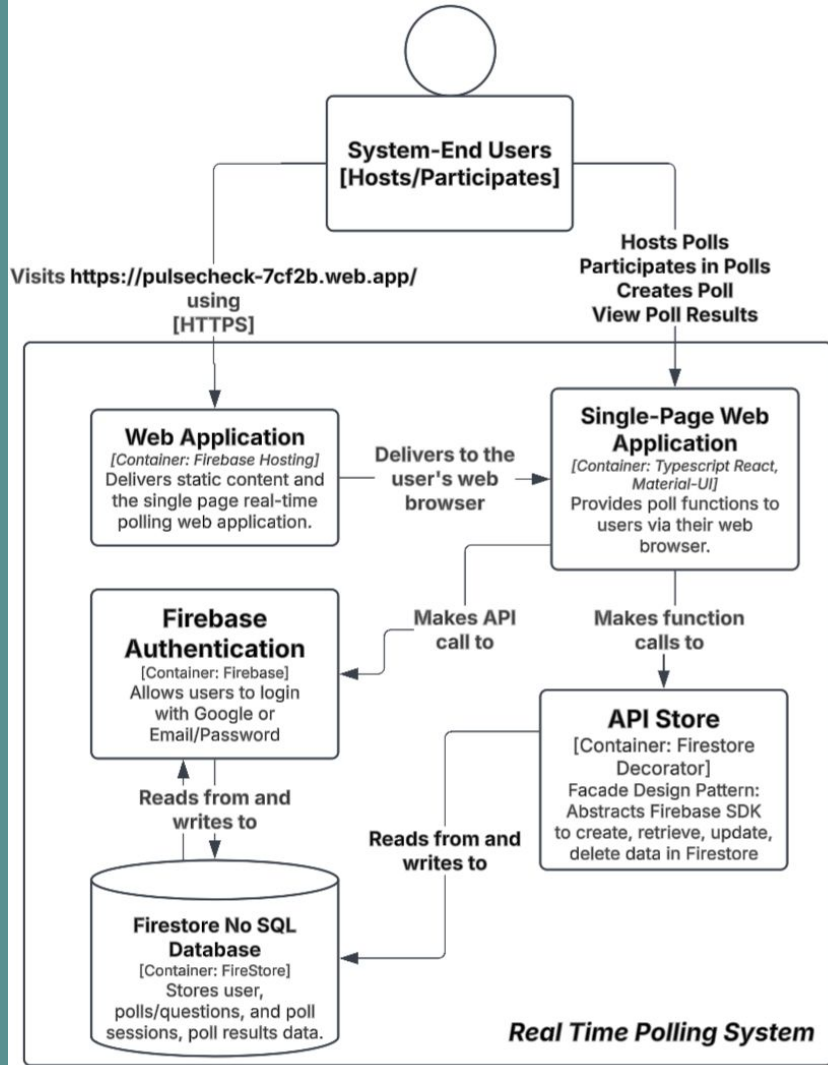 System-End Users
[Hosts/Participates]
Visits https://pulsecheck-7cf2b.web.app/
using
[HTTPS]
Hosts Polls
Participates in Polls
Creates Poll
View Poll Results
Web Application
[Container: Firebase Hosting]
Delivers static content and
the single page real-time
polling web application.
Delivers to the
user's web
browser
Single-Page Web
Application
[Container: Typescript React,
Material-UI]
Provides poll functions to
users via their web
browser.
Firebase
Authentication
[Container: Firebase]
Allows users to login
with Google or
Email/Password
Makes API
call to
Makes function
calls to
API Store
[Container: Firestore
Decorator]
Facade Design Pattern:
Abstracts Firebase SDK
to create, retrieve, update,
delete data in Firestore
Reads from and
writes to
Reads from and
writes to
Firestore No SQL
Database
[Container: FireStore]
Stores user,
polls/questions, and poll
sessions, poll results data.
Real Time Polling System